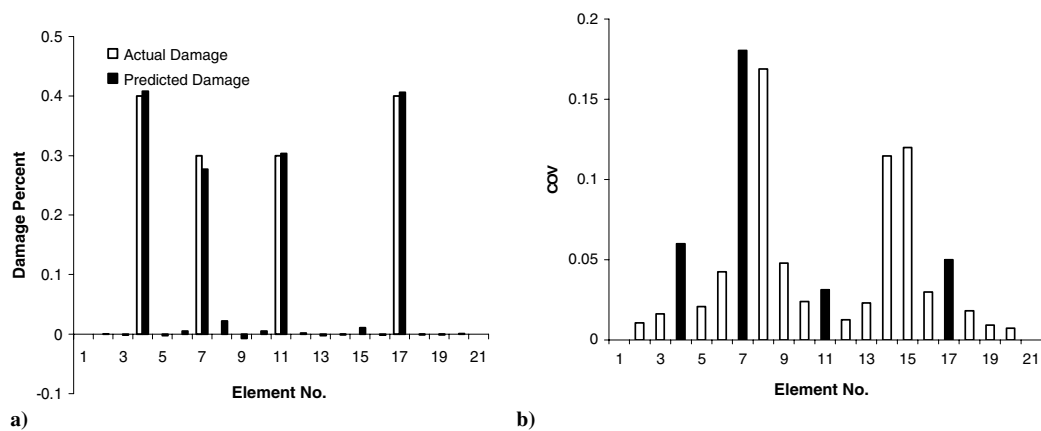 0.5
0.4
0.3
0.2
0.1
0
-0.1
Damage Percent
Actual Damage
Predicted Damage
1 3 5 7 9 11 13 15 17 19 21
Element No.
a)
0.2
0.15
0.1
0.05
0
COV
1 3 5 7 9 11 13 15 17 19 21
Element No.
b)